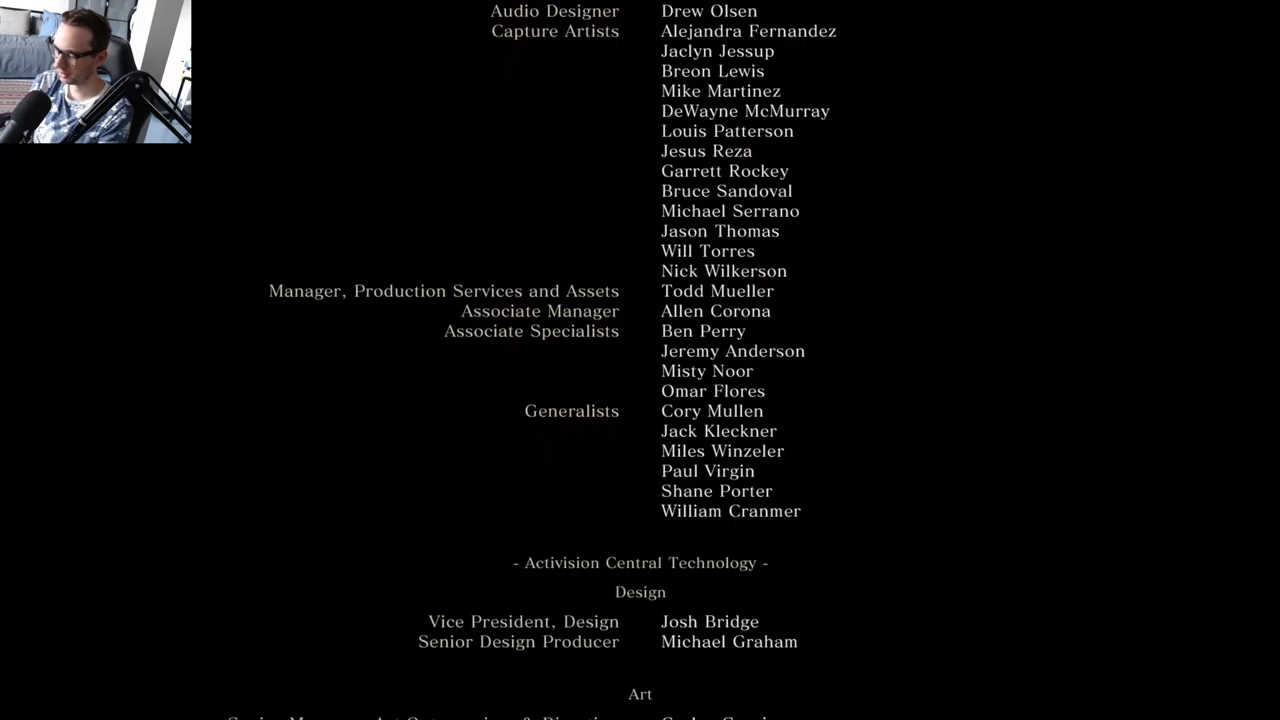 Audio Designer Drew Olsen
Capture Artists Alejandra Fernandez
Jaclyn Jessup
Breon Lewis
Mike Martinez
DeWayne McMurray
Louis Patterson
Jesus Reza
Garrett Rockey
Bruce Sandoval
Michael Serrano
Jason Thomas
Will Torres
Nick Wilkerson
Manager, Production Services and Assets Todd Mueller
Associate Manager Allen Corona
Associate Specialists Ben Perry
Jeremy Anderson
Misty Noor
Omar Flores
Generalists Cory Mullen
Jack Kleckner
Miles Winzeler
Paul Virgin
Shane Porter
William Cranmer
- Activision Central Technology -
Design
Vice President, Design Josh Bridge
Senior Design Producer Michael Graham
Art